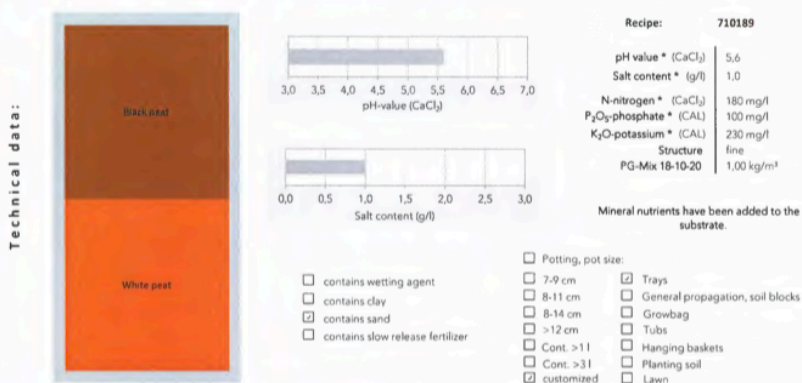 Technical data:
Black peat
White peat
3,0 3,5 4,0 4,5 5,0 5,5 6,0 6,5 7,0
pH-value (CaCl₂)
0,0 0,5 1,0 1,5 2,0 2,5 3,0
Salt content (g/l)
Recipe: 710189
pH value * (CaCl₂) 5,6
Salt content * (g/l) 1,0
N-nitrogen * (CaCl₂) 180 mg/l
P₂O₅-phosphate * (CAL) 100 mg/l
K₂O-potassium * (CAL) 230 mg/l
Structure fine
PG-Mix 18-10-20 1,00 kg/m³
Mineral nutrients have been added to the
substrate.
☐ contains wetting agent
☐ contains clay
☑ contains sand
☐ contains slow release fertilizer
☐ Potting, pot size:
☐ 7-9 cm
☐ 8-11 cm
☐ 8-14 cm
☐ >12 cm
☐ Cont. >1 l
☐ Cont. >3 l
☑ customized
☑ Trays
☐ General propagation, soil blocks
☐ Growbag
☐ Tubs
☐ Hanging baskets
☐ Planting soil
☐ Lawn